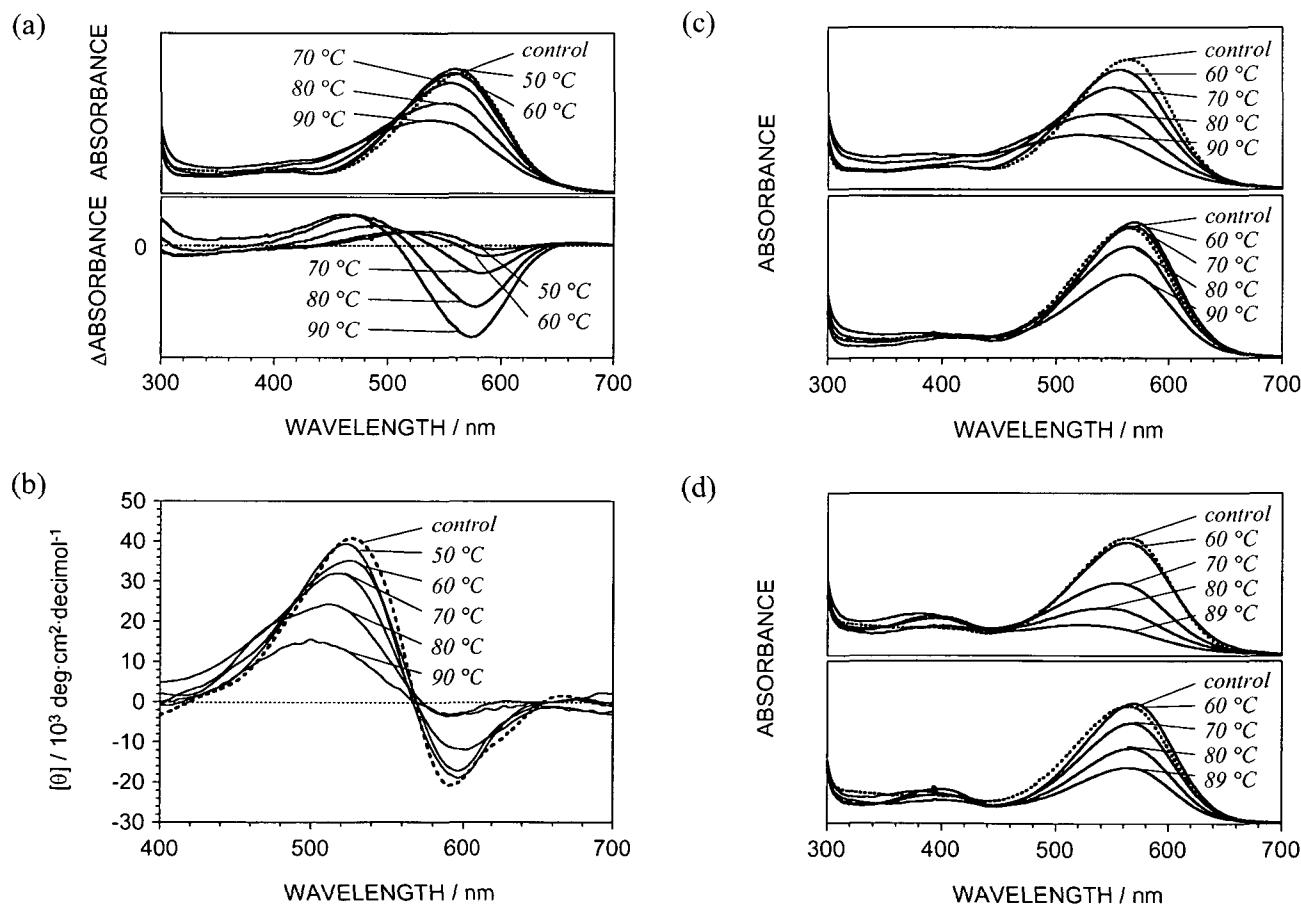 (a)
ABSORBANCE
70 °C
80 °C
90 °C
control
50 °C
60 °C
ΔABSORBANCE
0
70 °C
80 °C
90 °C
50 °C
60 °C
300 400 500 600 700
WAVELENGTH / nm
(b)
[θ] / 10³ deg·cm²·decimol⁻¹
50
40
30
20
10
0
-10
-20
-30
control
50 °C
60 °C
70 °C
80 °C
90 °C
400 500 600 700
WAVELENGTH / nm
(c)
ABSORBANCE
control
60 °C
70 °C
80 °C
90 °C
control
60 °C
70 °C
80 °C
90 °C
300 400 500 600 700
WAVELENGTH / nm
(d)
ABSORBANCE
control
60 °C
70 °C
80 °C
89 °C
control
60 °C
70 °C
80 °C
89 °C
300 400 500 600 700
WAVELENGTH / nm